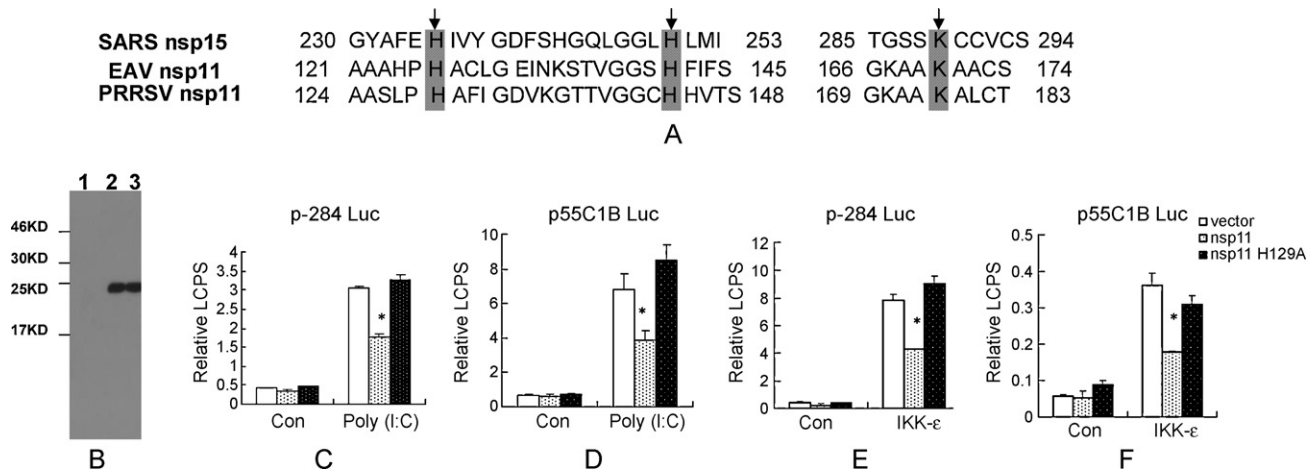 SARS nsp15 230 GYAFE H IVYG DFSHGQLGGL H LMI 253 285 TGSS K CCVCS 294
EAV nsp11 121 AAAHP H ACLG EINKSTVGGS H FIFS 145 166 GKAA K AACS 174
PRRSV nsp11 124 AASLP H AFIG DVKGTTVGGC H HVTS 148 169 GKAA K ALCT 183
A
1 2 3
46KD
30KD
25KD
17KD
B
p-284 Luc
Relative LCPS
4
3.5
3
2.5
2
1.5
1
0.5
0
*
Con Poly (I:C)
C
p55C1B Luc
Relative LCPS
10
8
6
4
2
0
*
Con Poly (I:C)
D
p-284 Luc
Relative LCPS
12
10
8
6
4
2
0
*
Con IKK-ε
E
p55C1B Luc
Relative LCPS
0.5
0.4
0.3
0.2
0.1
0
*
Con IKK-ε
F
vector
nsp11
nsp11 H129A